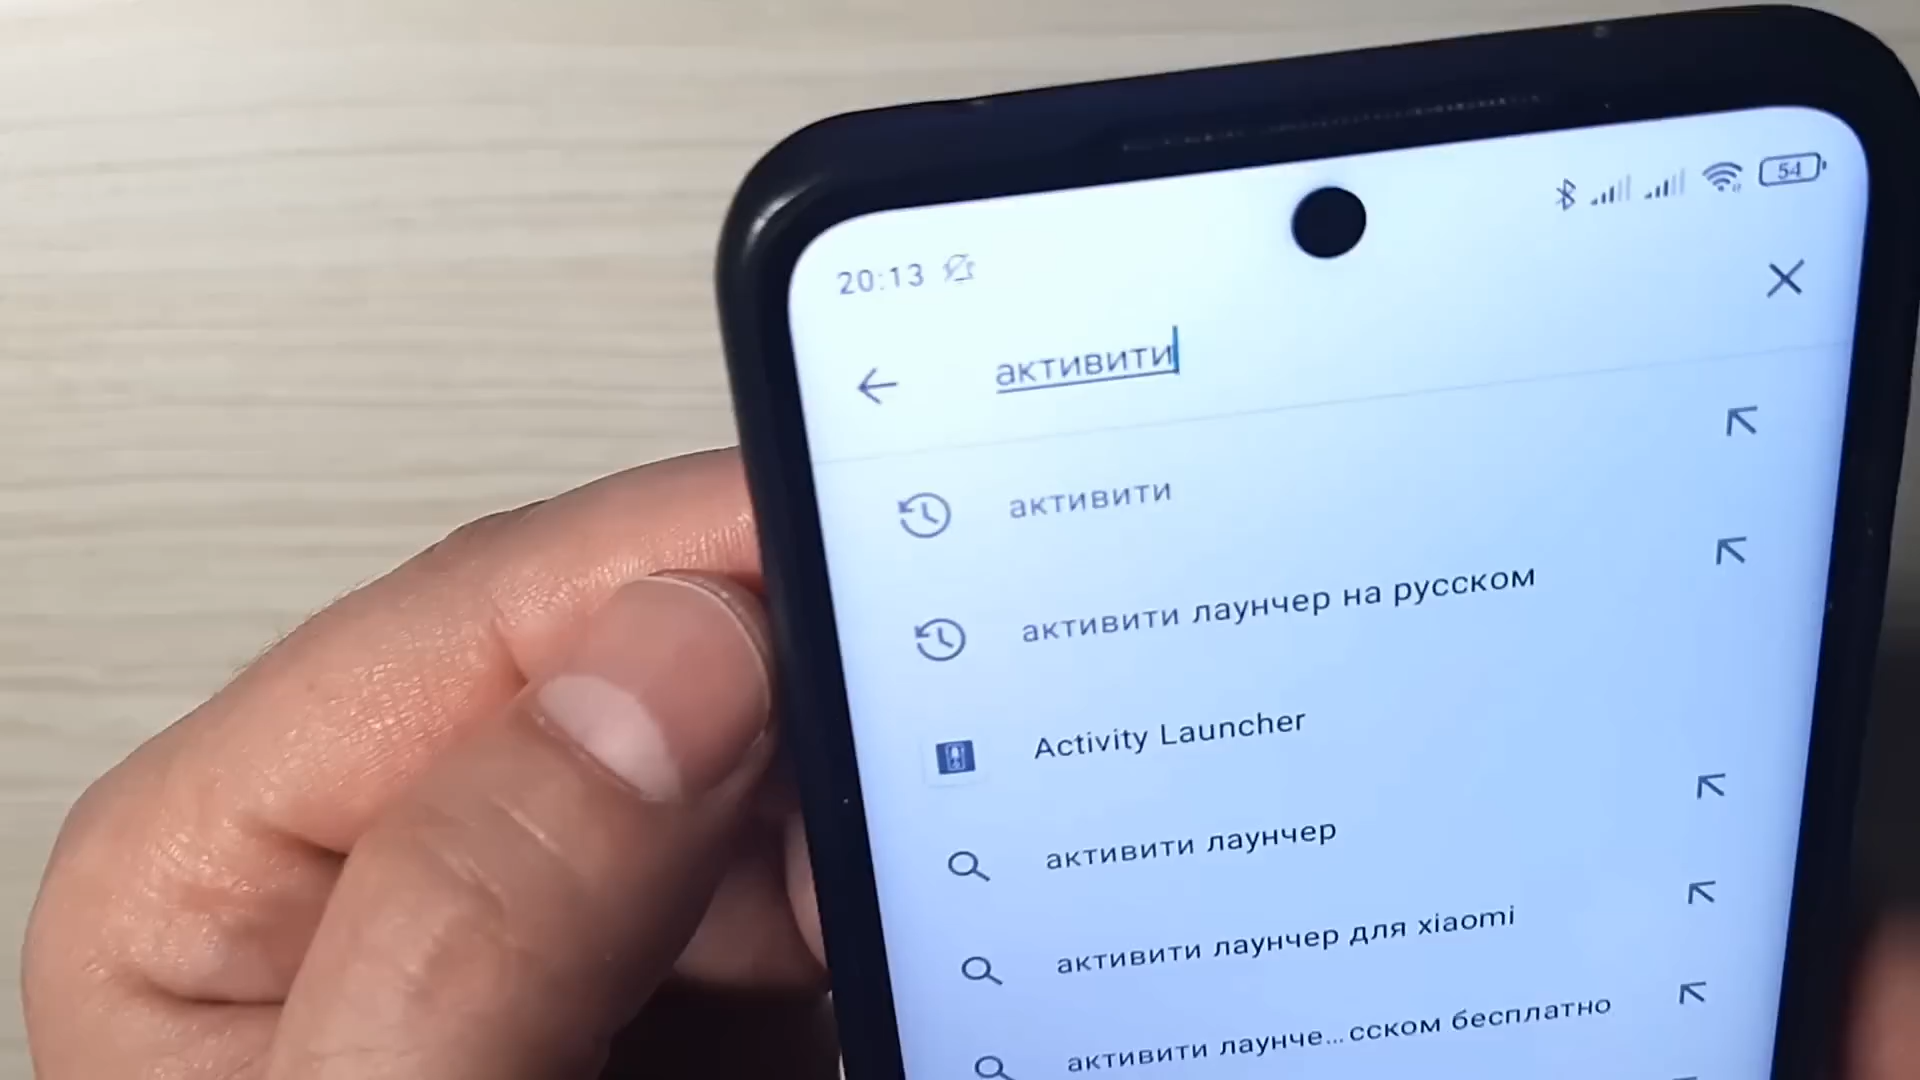 20:13
54
активити
активити
активити лаунчер на русском
Activity Launcher
активити лаунчер
активити лаунчер для xiaomi
активити лаунче...сском бесплатно